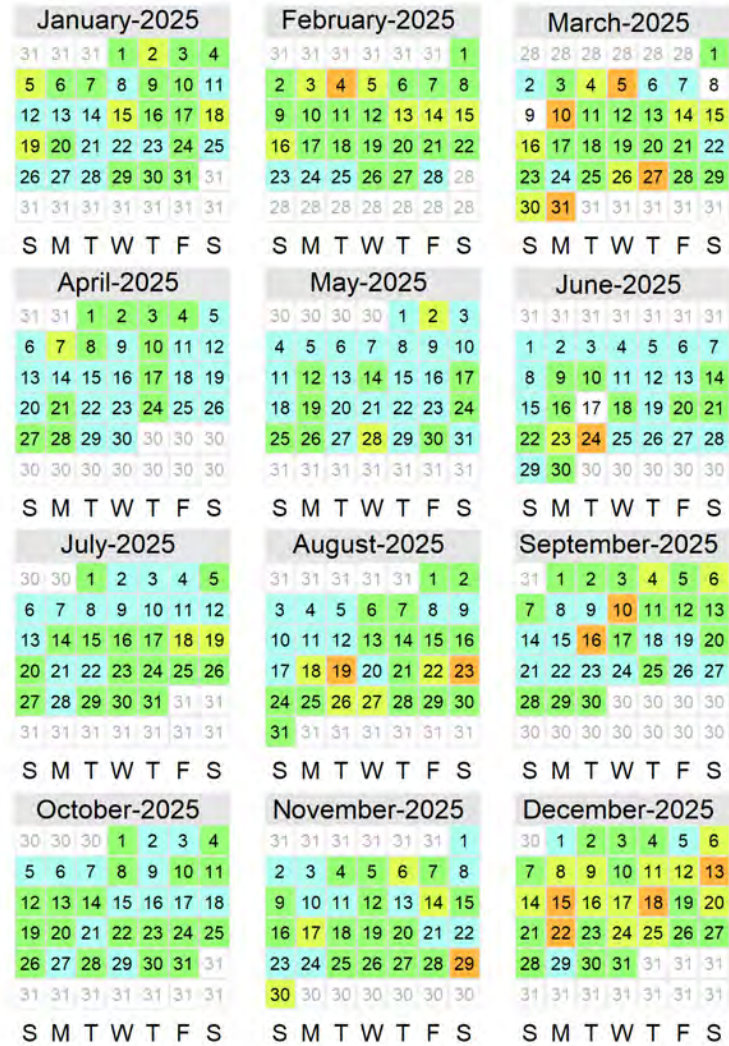 January-2025 February-2025 March-2025
31 31 31 1 2 3 4 31 31 31 31 31 31 1 28 28 28 28 28 28 1
5 6 7 8 9 10 11 2 3 4 5 6 7 8 2 3 4 5 6 7 8
12 13 14 15 16 17 18 9 10 11 12 13 14 15 9 10 11 12 13 14 15
19 20 21 22 23 24 25 16 17 18 19 20 21 22 16 17 18 19 20 21 22
26 27 28 29 30 31 31 23 24 25 26 27 28 28 23 24 25 26 27 28 29
31 31 31 31 31 31 31 28 28 28 28 28 28 28 30 31 31 31 31 31 31
S M T W T F S S M T W T F S S M T W T F S
April-2025 May-2025 June-2025
31 31 1 2 3 4 5 30 30 30 30 1 2 3 31 31 31 31 31 31 31
6 7 8 9 10 11 12 4 5 6 7 8 9 10 1 2 3 4 5 6 7
13 14 15 16 17 18 19 11 12 13 14 15 16 17 8 9 10 11 12 13 14
20 21 22 23 24 25 26 18 19 20 21 22 23 24 15 16 17 18 19 20 21
27 28 29 30 30 30 30 25 26 27 28 29 30 31 22 23 24 25 26 27 28
30 30 30 30 30 30 30 31 31 31 31 31 31 31 29 30 30 30 30 30 30
S M T W T F S S M T W T F S S M T W T F S
July-2025 August-2025 September-2025
30 30 1 2 3 4 5 31 31 31 31 31 1 2 31 1 2 3 4 5 6
6 7 8 9 10 11 12 3 4 5 6 7 8 9 7 8 9 10 11 12 13
13 14 15 16 17 18 19 10 11 12 13 14 15 16 14 15 16 17 18 19 20
20 21 22 23 24 25 26 17 18 19 20 21 22 23 21 22 23 24 25 26 27
27 28 29 30 31 31 31 24 25 26 27 28 29 30 28 29 30 30 30 30 30
31 31 31 31 31 31 31 31 31 31 31 31 31 31 30 30 30 30 30 30 30
S M T W T F S S M T W T F S S M T W T F S
October-2025 November-2025 December-2025
30 30 30 1 2 3 4 31 31 31 31 31 31 1 30 1 2 3 4 5 6
5 6 7 8 9 10 11 2 3 4 5 6 7 8 7 8 9 10 11 12 13
12 13 14 15 16 17 18 9 10 11 12 13 14 15 14 15 16 17 18 19 20
19 20 21 22 23 24 25 16 17 18 19 20 21 22 21 22 23 24 25 26 27
26 27 28 29 30 31 31 23 24 25 26 27 28 29 28 29 30 31 31 31 31
31 31 31 31 31 31 31 30 30 30 30 30 30 30 31 31 31 31 31 31 31
S M T W T F S S M T W T F S S M T W T F S